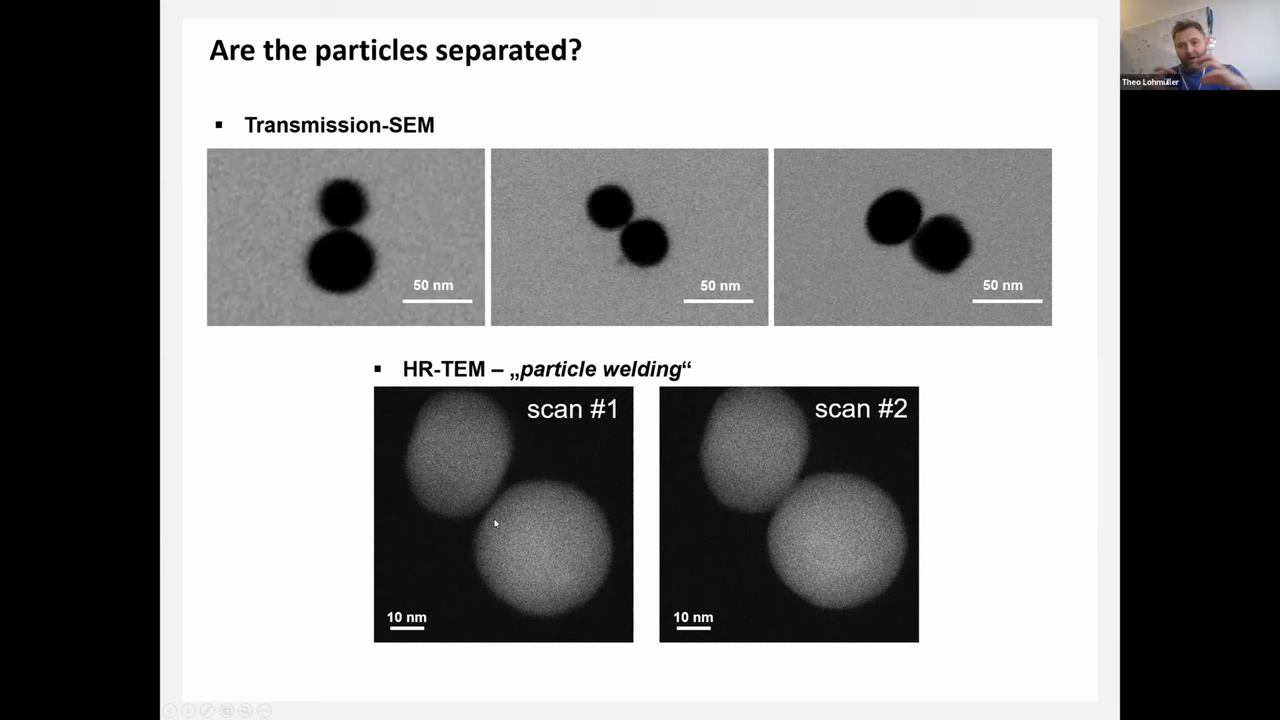 Are the particles separated?
Theo Lohmüller
▪ Transmission-SEM
50 nm
50 nm
50 nm
▪ HR-TEM – „particle welding“
scan #1
scan #2
10 nm
10 nm